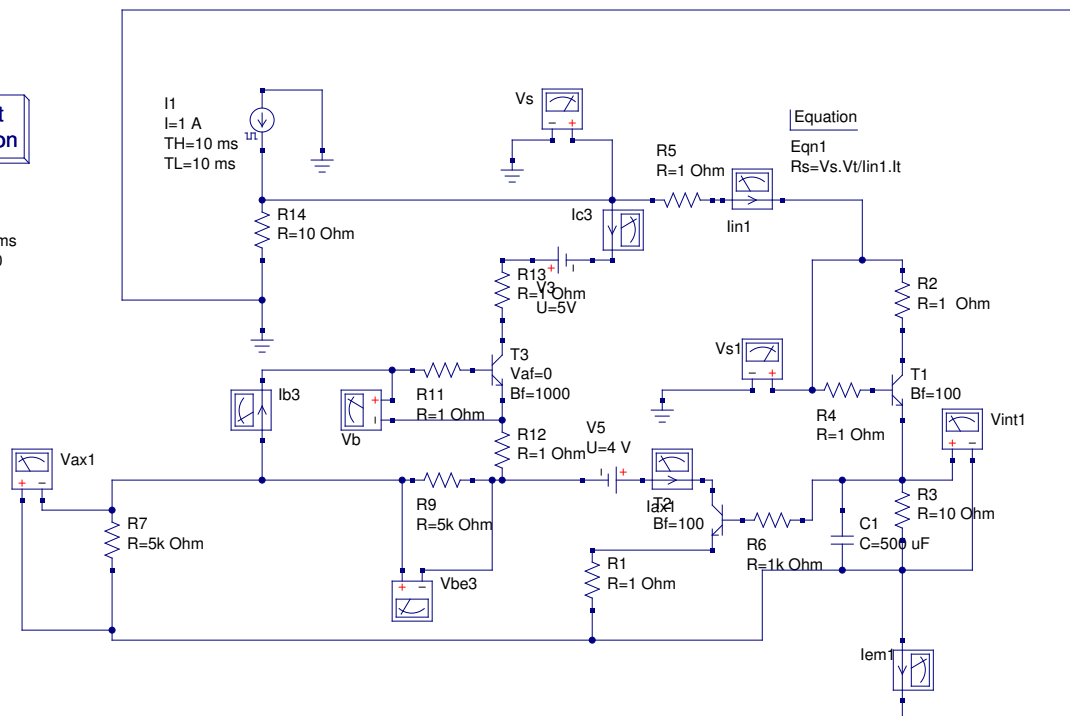 t
on
ms
0
I1
I=1 A
TH=10 ms
TL=10 ms
Vs
Equation
Eqn1
Rs=Vs.Vt/Iin1.It
R5
R=1 Ohm
Iin1
R14
R=10 Ohm
Ic3
R13
R=1 Ohm
V3
U=5V
R2
R=1 Ohm
Vs1
T3
Vaf=0
Bf=1000
T1
Bf=100
Ib3
R11
R=1 Ohm
Vb
R4
R=1 Ohm
Vint1
R12
R=1 Ohm
V5
U=4 V
Vax1
R9
R=5k Ohm
Iax1
T2
Bf=100
R3
R=10 Ohm
R7
R=5k Ohm
C1
C=500 uF
R6
R=1k Ohm
R1
R=1 Ohm
Vbe3
Iem1